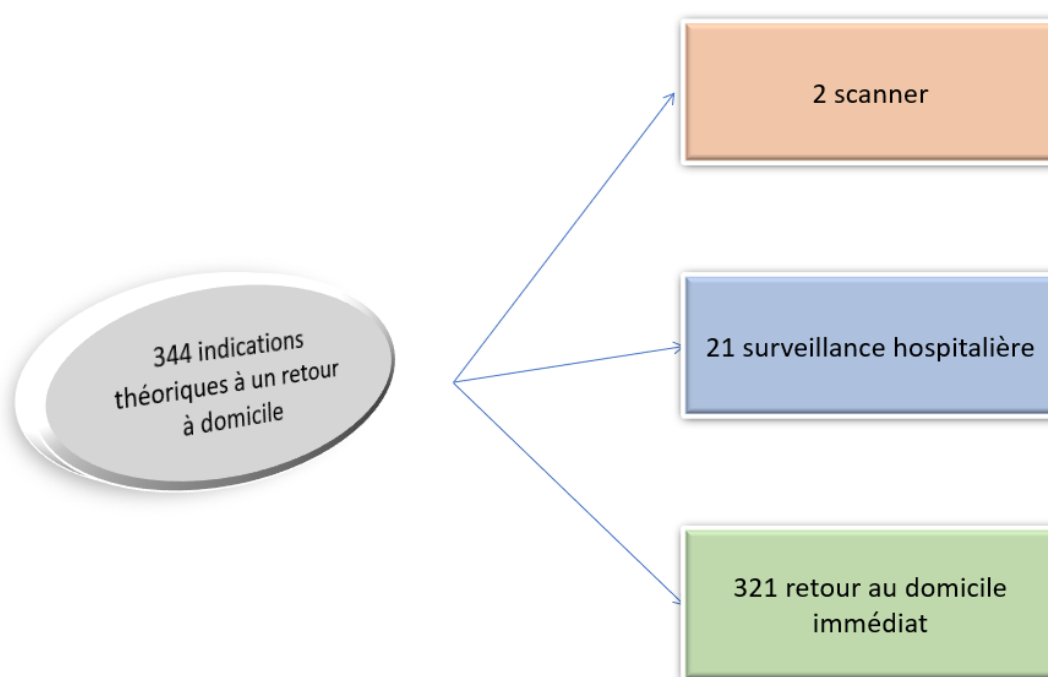 344 indications
théoriques à un retour
à domicile
2 scanner
21 surveillance hospitalière
321 retour au domicile
immédiat